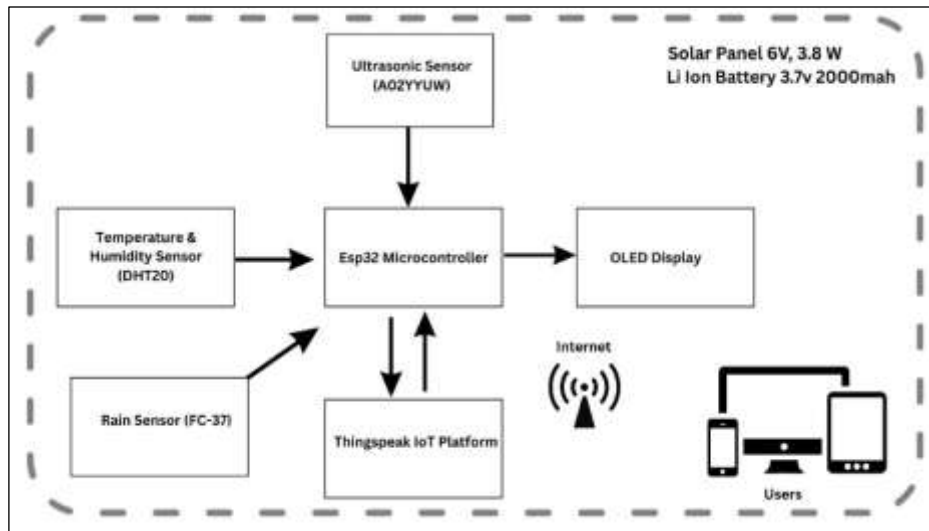 Solar Panel 6V, 3.8 W
Li Ion Battery 3.7v 2000mah
Ultrasonic Sensor
(A02YYUW)
Temperature &
Humidity Sensor
(DHT20)
Esp32 Microcontroller
OLED Display
Internet
Rain Sensor (FC-37)
Thingspeak IoT Platform
Users